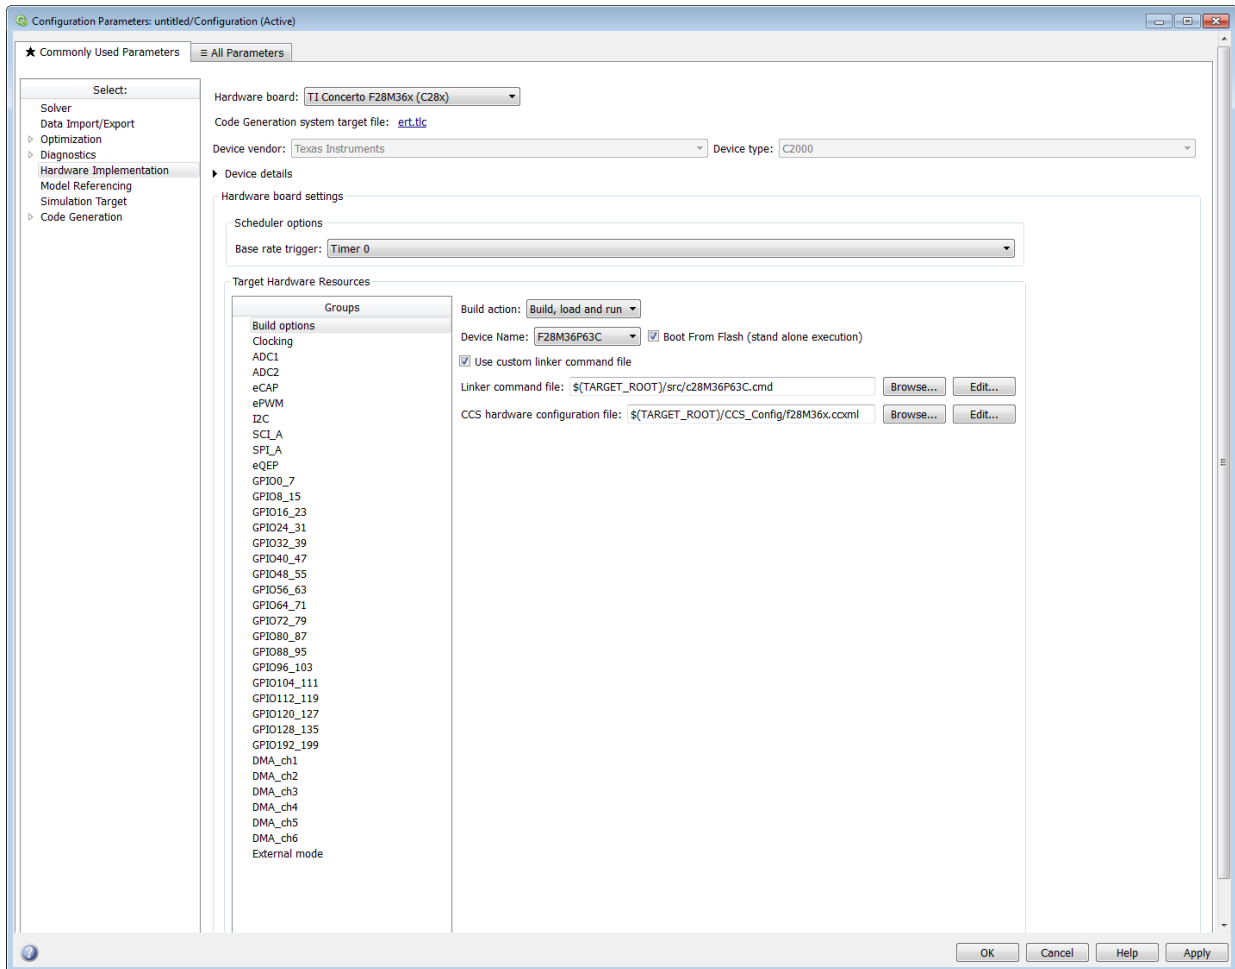 Configuration Parameters: untitled/Configuration (Active)
★ Commonly Used Parameters
≡ All Parameters
Select:
Solver
Data Import/Export
Optimization
Diagnostics
Hardware Implementation
Model Referencing
Simulation Target
Code Generation
Hardware board: TI Concerto F28M36x (C28x)
Code Generation system target file: ert.tlc
Device vendor: Texas Instruments Device type: C2000
Device details
Hardware board settings
Scheduler options
Base rate trigger: Timer 0
Target Hardware Resources
Groups
Build options
Clocking
ADC1
ADC2
eCAP
ePWM
I2C
SCI_A
SPI_A
eQEP
GPIO0_7
GPIO8_15
GPIO16_23
GPIO24_31
GPIO32_39
GPIO40_47
GPIO48_55
GPIO56_63
GPIO64_71
GPIO72_79
GPIO80_87
GPIO88_95
GPIO96_103
GPIO104_111
GPIO112_119
GPIO120_127
GPIO128_135
GPIO192_199
DMA_ch1
DMA_ch2
DMA_ch3
DMA_ch4
DMA_ch5
DMA_ch6
External mode
Build action: Build, load and run
Device Name: F28M36P63C Boot From Flash (stand alone execution)
Use custom linker command file
Linker command file: $(TARGET_ROOT)/src/c28M36P63C.cmd Browse... Edit...
CCS hardware configuration file: $(TARGET_ROOT)/CCS_Config/f28M36x.ccxml Browse... Edit...
OK Cancel Help Apply